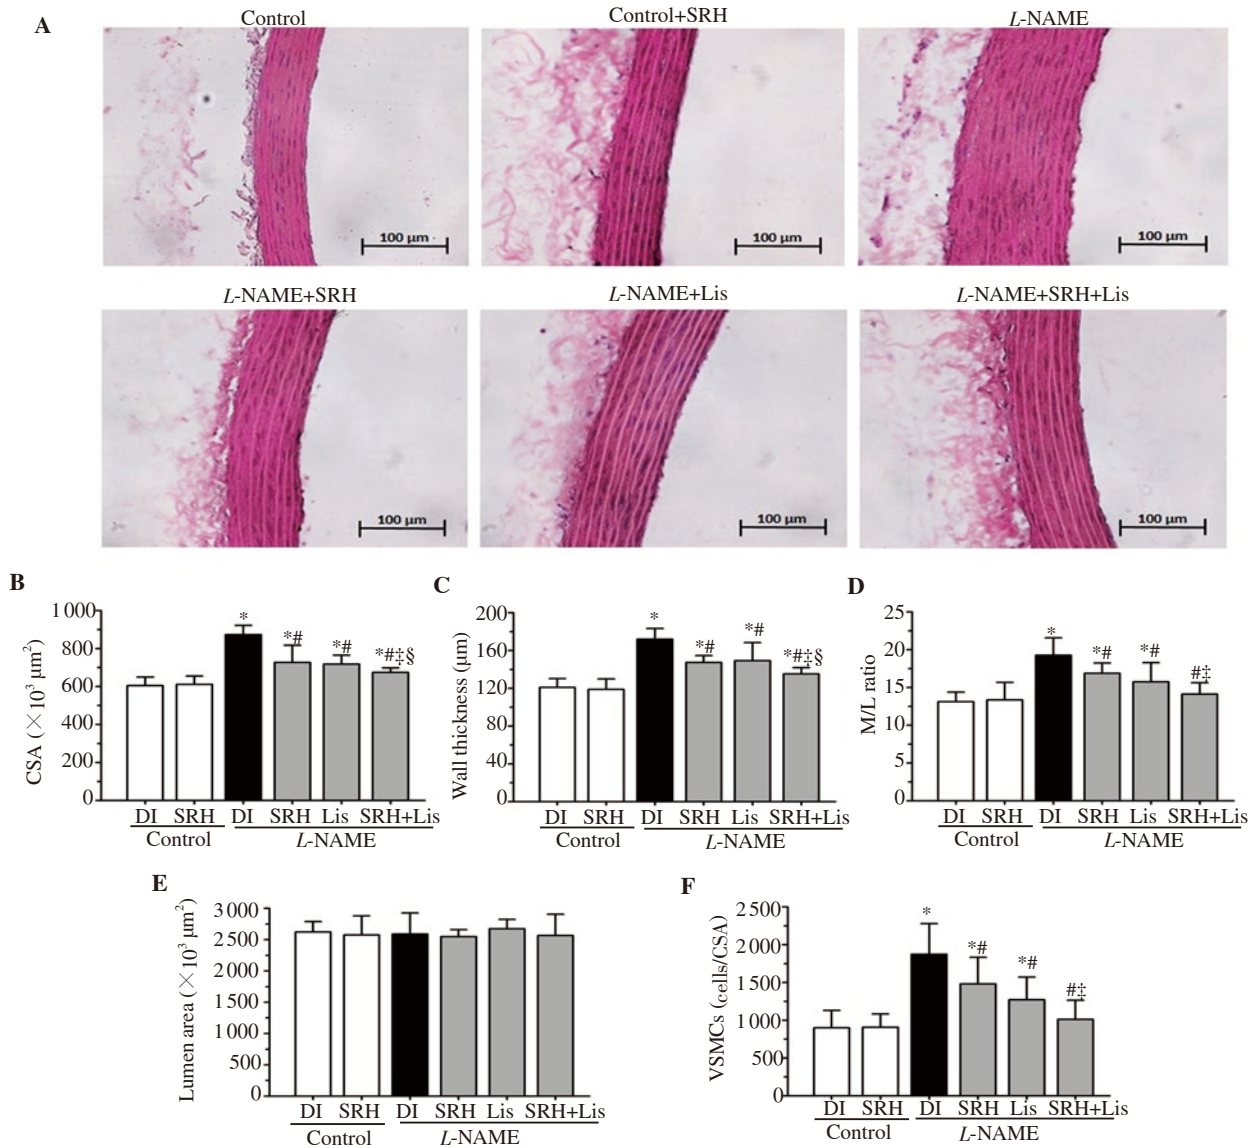 A
Control
Control+SRH
L-NAME
100 µm
100 µm
100 µm
L-NAME+SRH
L-NAME+Lis
L-NAME+SRH+Lis
100 µm
100 µm
100 µm
B
CSA (×10³ µm²)
1 000
800
600
400
200
0
*
*#
*#
*#‡§
DI SRH DI SRH Lis SRH+Lis
Control L-NAME
C
Wall thickness (µm)
200
160
120
80
40
0
*
*#
*#
*#‡§
DI SRH DI SRH Lis SRH+Lis
Control L-NAME
D
M/L ratio
25
20
15
10
5
0
*
*#
*#
#‡
DI SRH DI SRH Lis SRH+Lis
Control L-NAME
E
Lumen area (×10³ µm²)
3 000
2 500
2 000
1 500
1 000
500
0
DI SRH DI SRH Lis SRH+Lis
Control L-NAME
F
VSMCs (cells/CSA)
2 500
2 000
1 500
1 000
500
0
*
*#
*#
#‡
DI SRH DI SRH Lis SRH+Lis
Control L-NAME